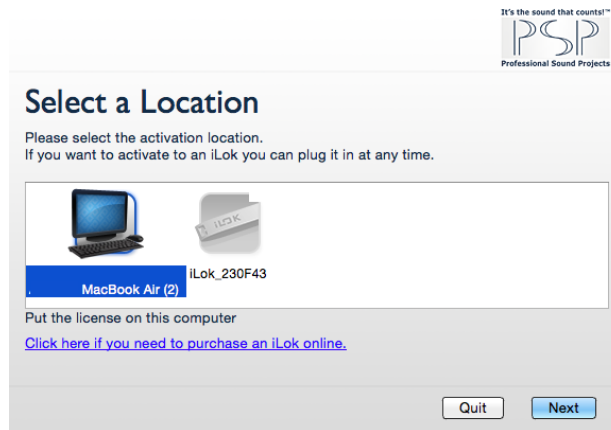 It's the sound that counts!™
PSP
Professional Sound Projects
Select a Location
Please select the activation location.
If you want to activate to an iLok you can plug it in at any time.
iLOK
iLok_230F43
. MacBook Air (2)
Put the license on this computer
Click here if you need to purchase an iLok online.
Quit Next